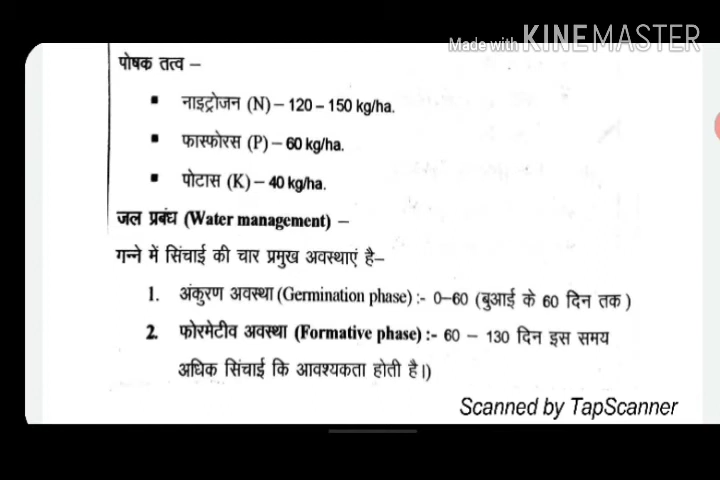 Made with KINEMASTER
पोषक तत्व –
▪ नाइट्रोजन (N) – 120 – 150 kg/ha.
▪ फास्फोरस (P) – 60 kg/ha.
▪ पोटास (K) – 40 kg/ha.
जल प्रबंध (Water management) –
गन्ने में सिंचाई की चार प्रमुख अवस्थाएं है–
1. अंकुरण अवस्था (Germination phase) :- 0–60 (बुआई के 60 दिन तक)
2. फोरमेटीव अवस्था (Formative phase) :- 60 – 130 दिन इस समय
अधिक सिंचाई कि आवश्यकता होती है।)
Scanned by TapScanner